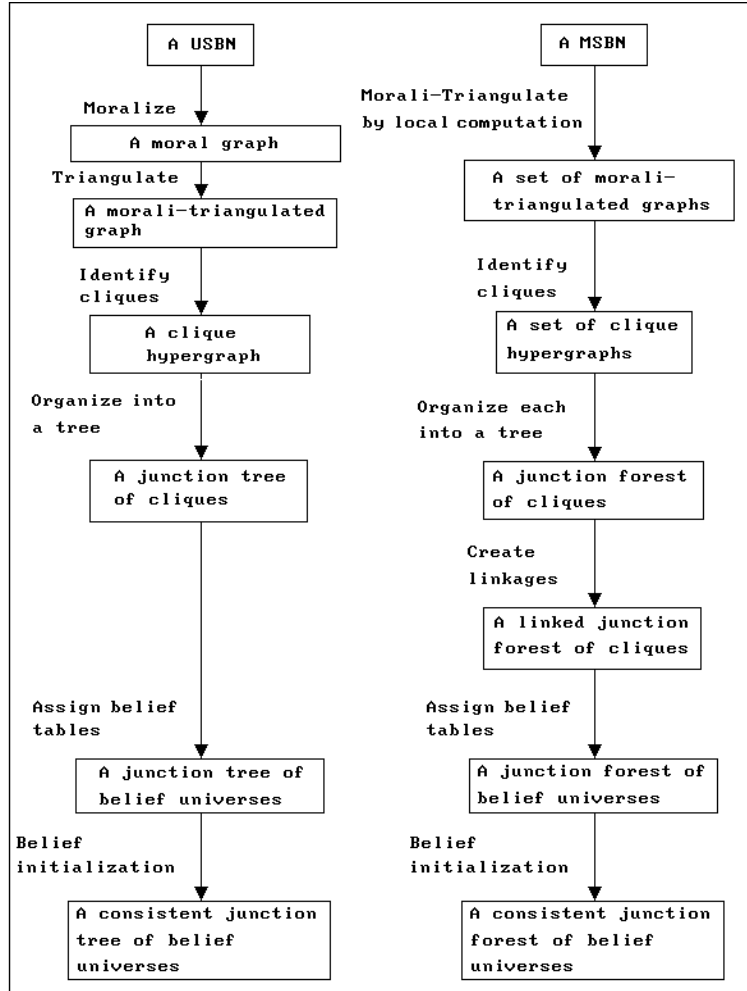 A USBN
Moralize
A moral graph
Triangulate
A morali-triangulated
graph
Identify
cliques
A clique
hypergraph
Organize into
a tree
A junction tree
of cliques
Assign belief
tables
A junction tree of
belief universes
Belief
initialization
A consistent junction
tree of belief
universes
A MSBN
Morali-Triangulate
by local computation
A set of morali-
triangulated graphs
Identify
cliques
A set of clique
hypergraphs
Organize each
into a tree
A junction forest
of cliques
Create
linkages
A linked junction
forest of cliques
Assign belief
tables
A junction forest of
belief universes
Belief
initialization
A consistent junction
forest of belief
universes